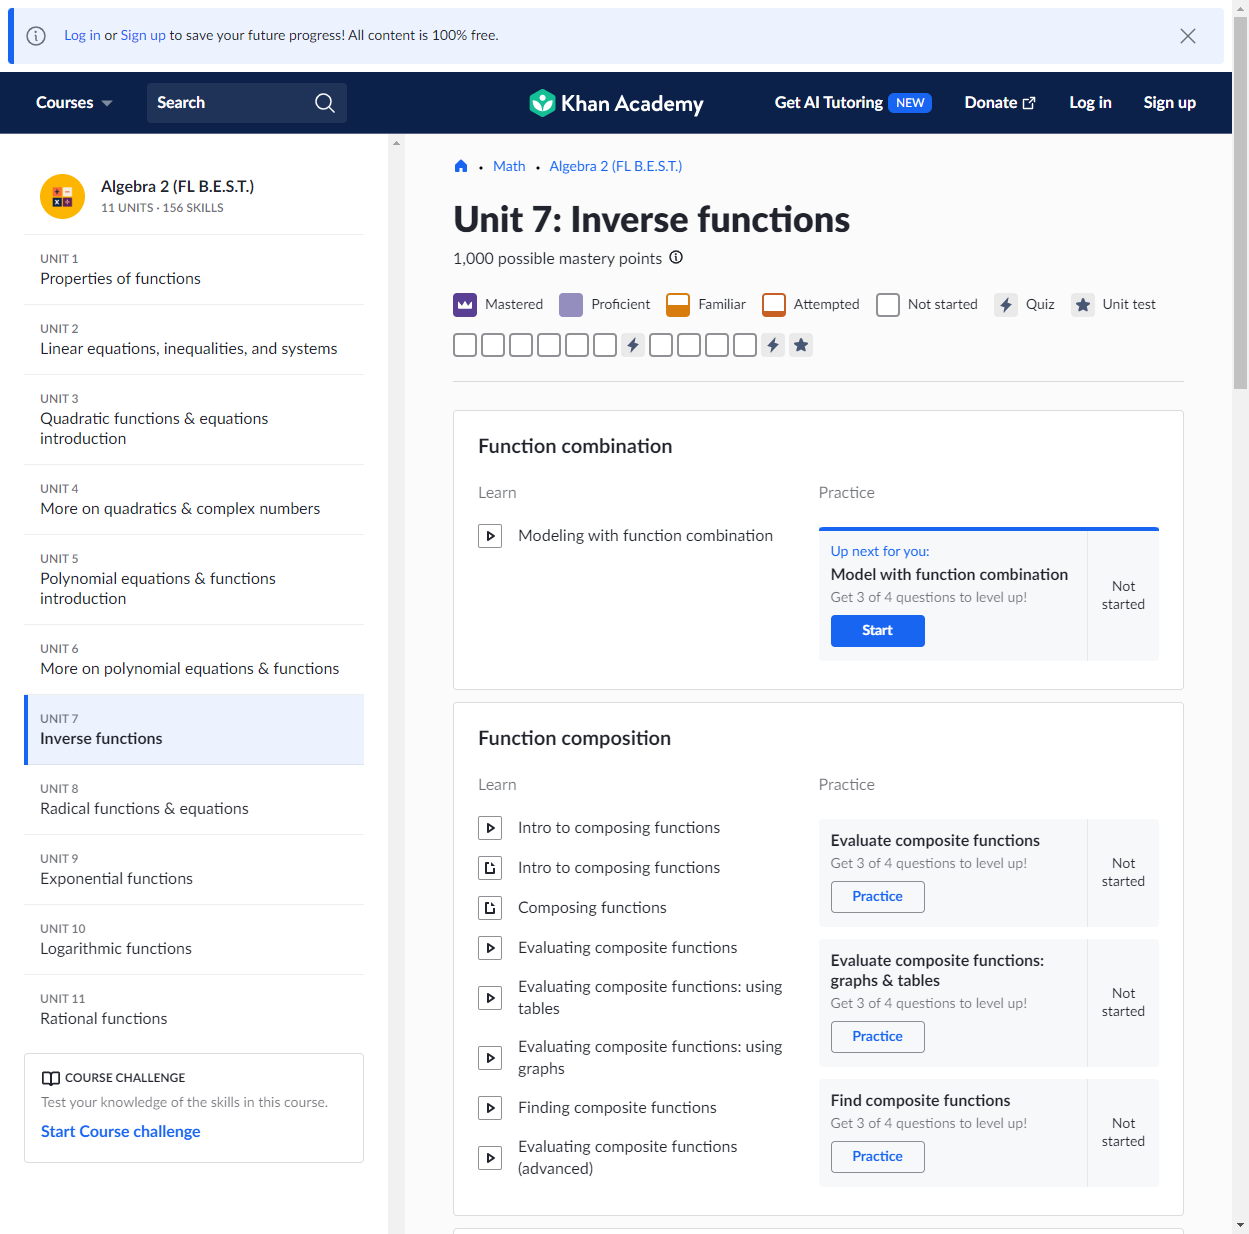 Log in or Sign up to save your future progress! All content is 100% free.
Courses
Search
Khan Academy
Get AI Tutoring NEW
Donate
Log in
Sign up
Algebra 2 (FL B.E.S.T.)
11 UNITS · 156 SKILLS
UNIT 1
Properties of functions
UNIT 2
Linear equations, inequalities, and systems
UNIT 3
Quadratic functions & equations
introduction
UNIT 4
More on quadratics & complex numbers
UNIT 5
Polynomial equations & functions
introduction
UNIT 6
More on polynomial equations & functions
UNIT 7
Inverse functions
UNIT 8
Radical functions & equations
UNIT 9
Exponential functions
UNIT 10
Logarithmic functions
UNIT 11
Rational functions
COURSE CHALLENGE
Test your knowledge of the skills in this course.
Start Course challenge
• Math • Algebra 2 (FL B.E.S.T.)
Unit 7: Inverse functions
1,000 possible mastery points
Mastered
Proficient
Familiar
Attempted
Not started
Quiz
Unit test
Function combination
Learn
Modeling with function combination
Practice
Up next for you:
Model with function combination
Get 3 of 4 questions to level up!
Start
Not
started
Function composition
Learn
Intro to composing functions
Intro to composing functions
Composing functions
Evaluating composite functions
Evaluating composite functions: using
tables
Evaluating composite functions: using
graphs
Finding composite functions
Evaluating composite functions
(advanced)
Practice
Evaluate composite functions
Get 3 of 4 questions to level up!
Practice
Not
started
Evaluate composite functions:
graphs & tables
Get 3 of 4 questions to level up!
Practice
Not
started
Find composite functions
Get 3 of 4 questions to level up!
Practice
Not
started